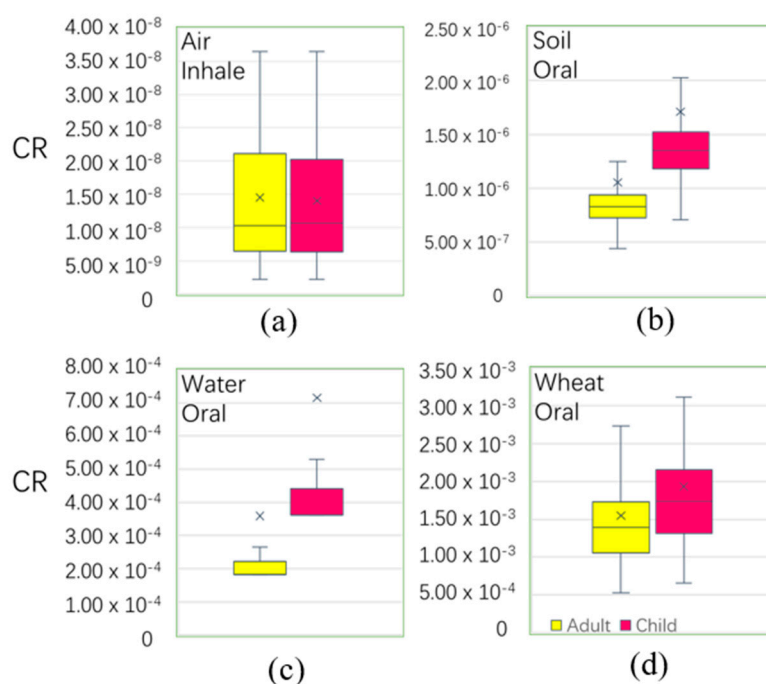 4.00 x 10⁻⁸
3.50 x 10⁻⁸
3.00 x 10⁻⁸
2.50 x 10⁻⁸
2.00 x 10⁻⁸
1.50 x 10⁻⁸
1.00 x 10⁻⁸
5.00 x 10⁻⁹
0
CR
Air
Inhale
(a)
2.50 x 10⁻⁶
2.00 x 10⁻⁶
1.50 x 10⁻⁶
1.00 x 10⁻⁶
5.00 x 10⁻⁷
0
Soil
Oral
(b)
8.00 x 10⁻⁴
7.00 x 10⁻⁴
6.00 x 10⁻⁴
5.00 x 10⁻⁴
4.00 x 10⁻⁴
3.00 x 10⁻⁴
2.00 x 10⁻⁴
1.00 x 10⁻⁴
0
CR
Water
Oral
(c)
3.50 x 10⁻³
3.00 x 10⁻³
2.50 x 10⁻³
2.00 x 10⁻³
1.50 x 10⁻³
1.00 x 10⁻³
5.00 x 10⁻⁴
0
Wheat
Oral
Adult Child
(d)